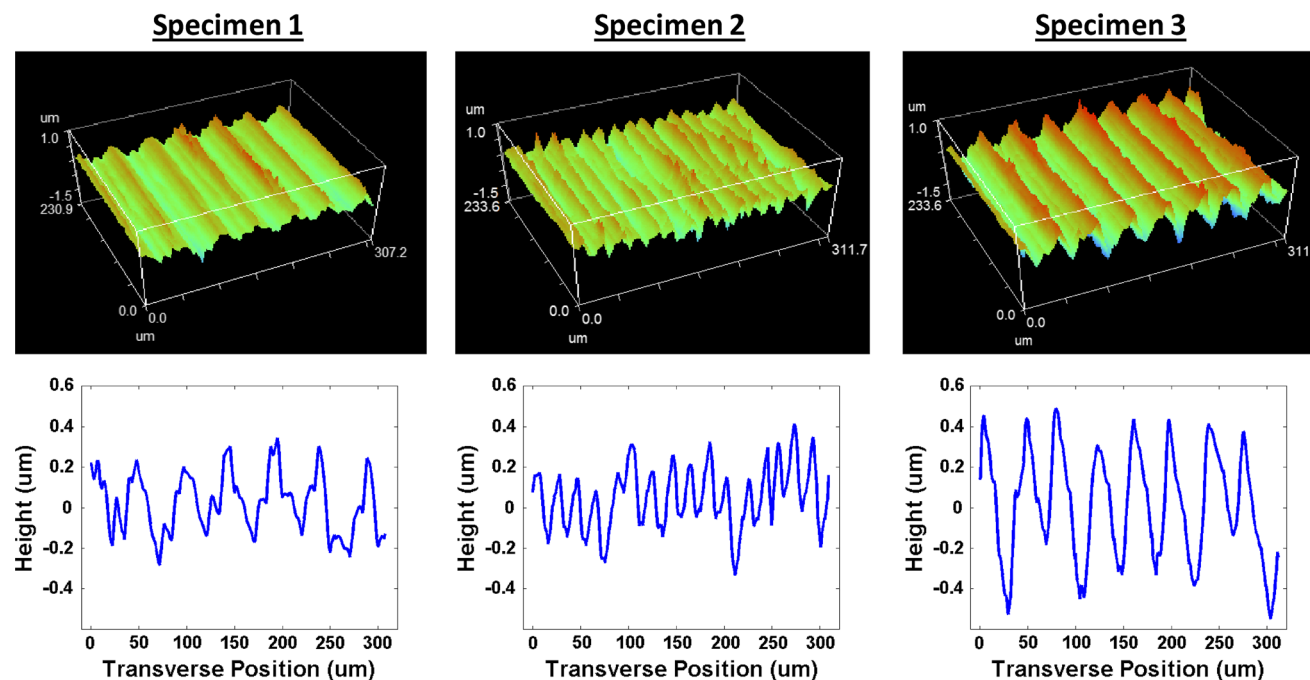 Specimen 1
Specimen 2
Specimen 3
um
1.0
-1.5
230.9
0.0
0.0
um
307.2
um
1.0
-1.5
233.6
0.0
0.0
um
311.7
um
1.0
-1.5
233.6
0.0
0.0
um
311
0.6
0.4
0.2
0
-0.2
-0.4
Height (um)
0 50 100 150 200 250 300
Transverse Position (um)
0.6
0.4
0.2
0
-0.2
-0.4
Height (um)
0 50 100 150 200 250 300
Transverse Position (um)
0.6
0.4
0.2
0
-0.2
-0.4
Height (um)
0 50 100 150 200 250 300
Transverse Position (um)